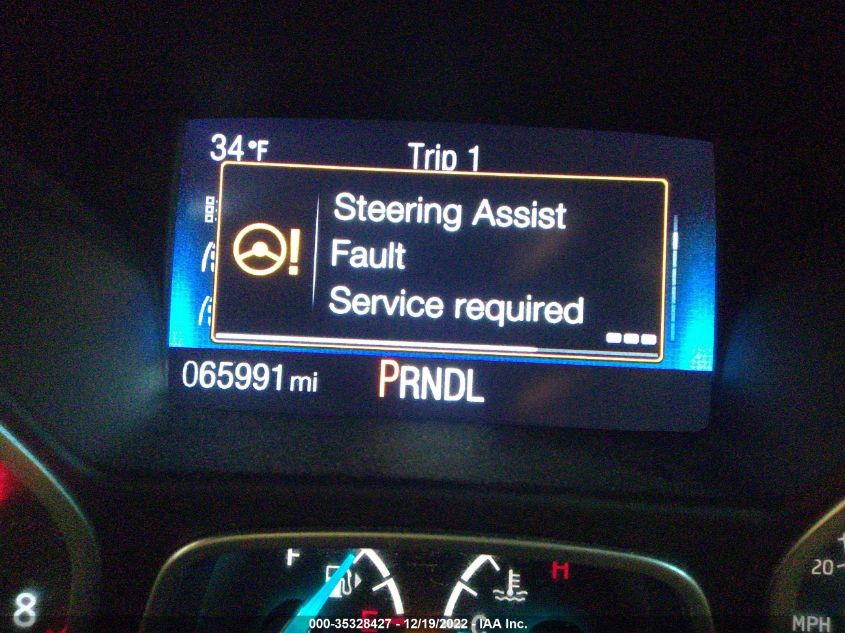 34°F
Trip 1
Steering Assist
Fault
Service required
065991 mi
PRNDL
F
H
8
E
C
20
MPH
000-35328427 - 12/19/2022 - IAA Inc.